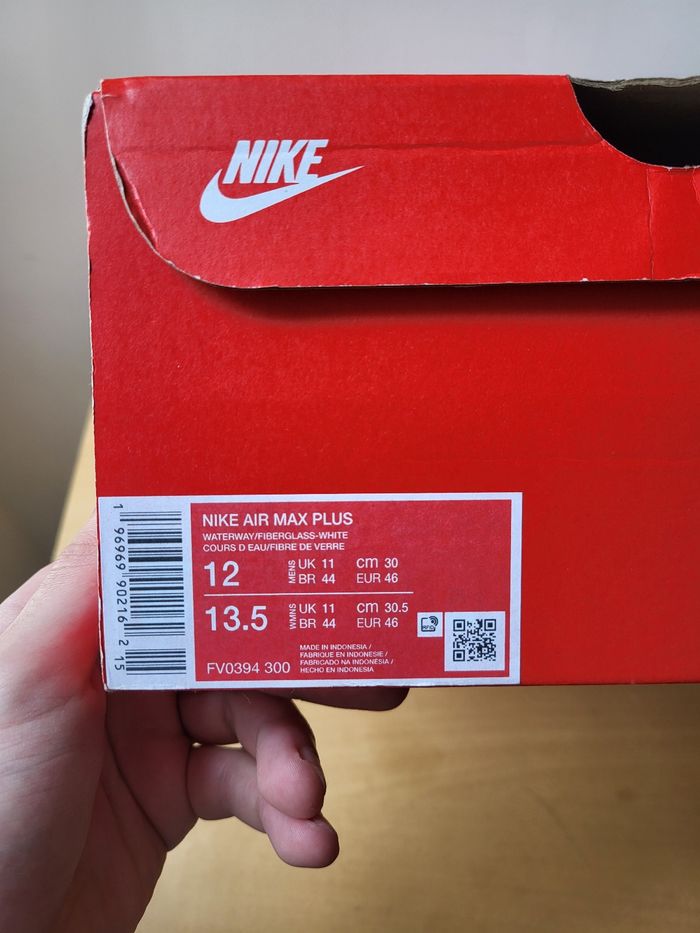 NIKE
NIKE AIR MAX PLUS
WATERWAY/FIBERGLASS-WHITE
COURS D EAU/FIBRE DE VERRE
12 MENS UK 11 cm 30
BR 44 EUR 46
13.5 WMNS UK 11 cm 30.5
BR 44 EUR 46
MADE IN INDONESIA /
FABRIQUE EN INDONESIE /
FABRICADO NA INDONESIA /
HECHO EN INDONESIA
FV0394 300
1 96969 90216 2 15